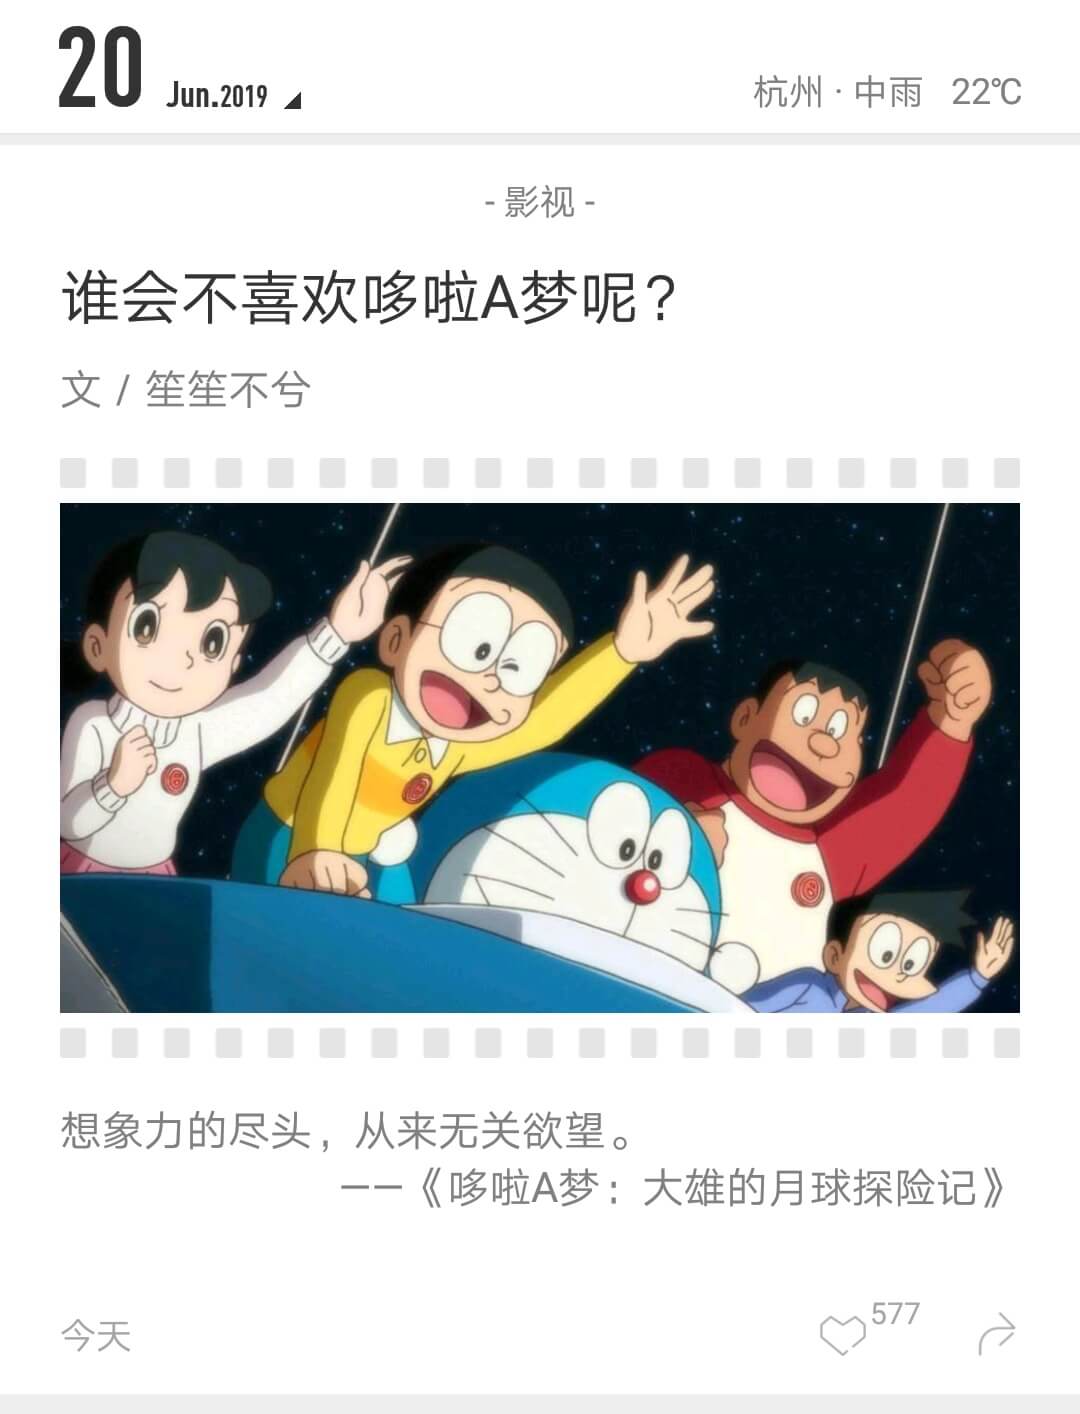 20 Jun.2019 杭州 · 中雨 22℃
- 影视 -
谁会不喜欢哆啦A梦呢?
文 / 笙笙不兮
想象力的尽头，从来无关欲望。
——《哆啦A梦：大雄的月球探险记》
今天 577